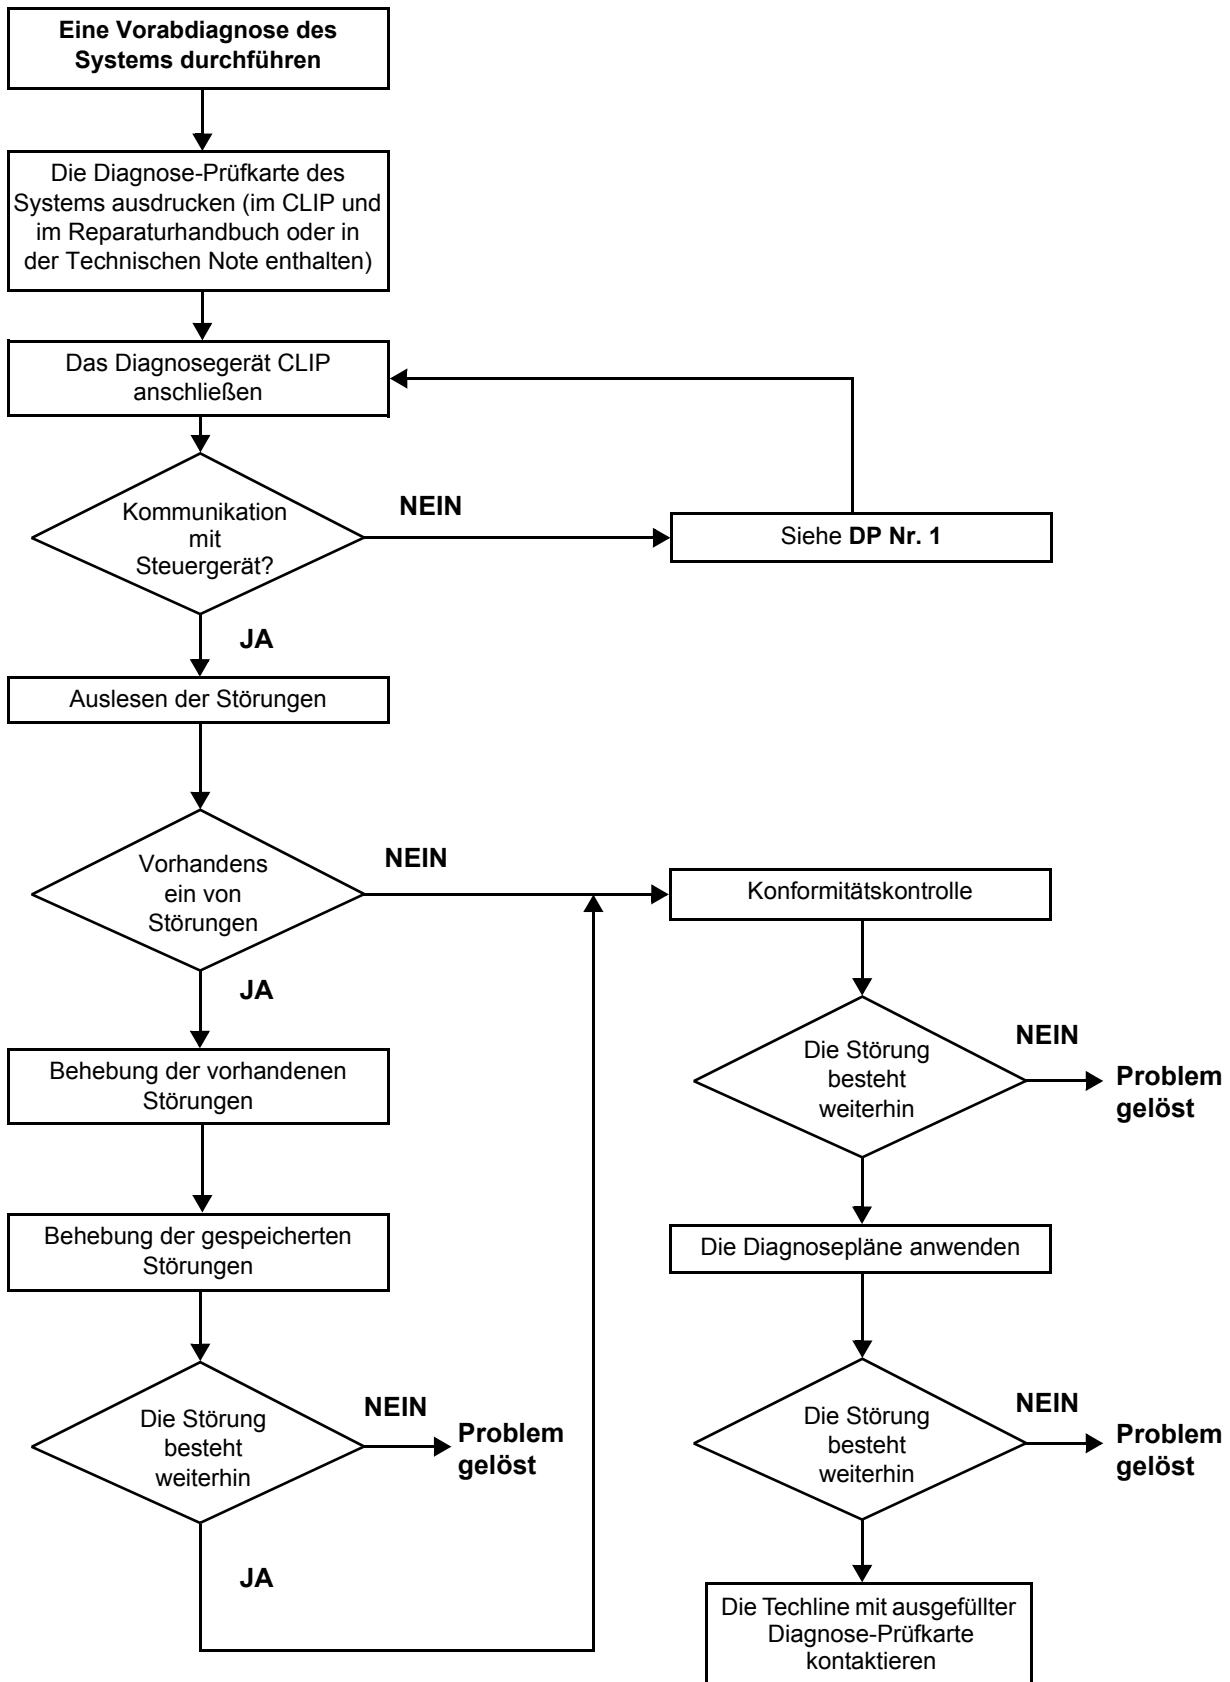 Eine Vorabdiagnose des
Systems durchführen
Die Diagnose-Prüfkarte des
Systems ausdrucken (im CLIP und
im Reparaturhandbuch oder in
der Technischen Note enthalten)
Das Diagnosegerät CLIP
anschließen
Kommunikation
mit
Steuergerät?
NEIN
Siehe DP Nr. 1
JA
Auslesen der Störungen
Vorhandens
ein von
Störungen
NEIN
Konformitätskontrolle
JA
Behebung der vorhandenen
Störungen
Die Störung
besteht
weiterhin
NEIN
Problem
gelöst
Behebung der gespeicherten
Störungen
Die Diagnosepläne anwenden
Die Störung
besteht
weiterhin
NEIN
Problem
gelöst
Die Störung
besteht
weiterhin
NEIN
Problem
gelöst
JA
Die Techline mit ausgefüllter
Diagnose-Prüfkarte
kontaktieren